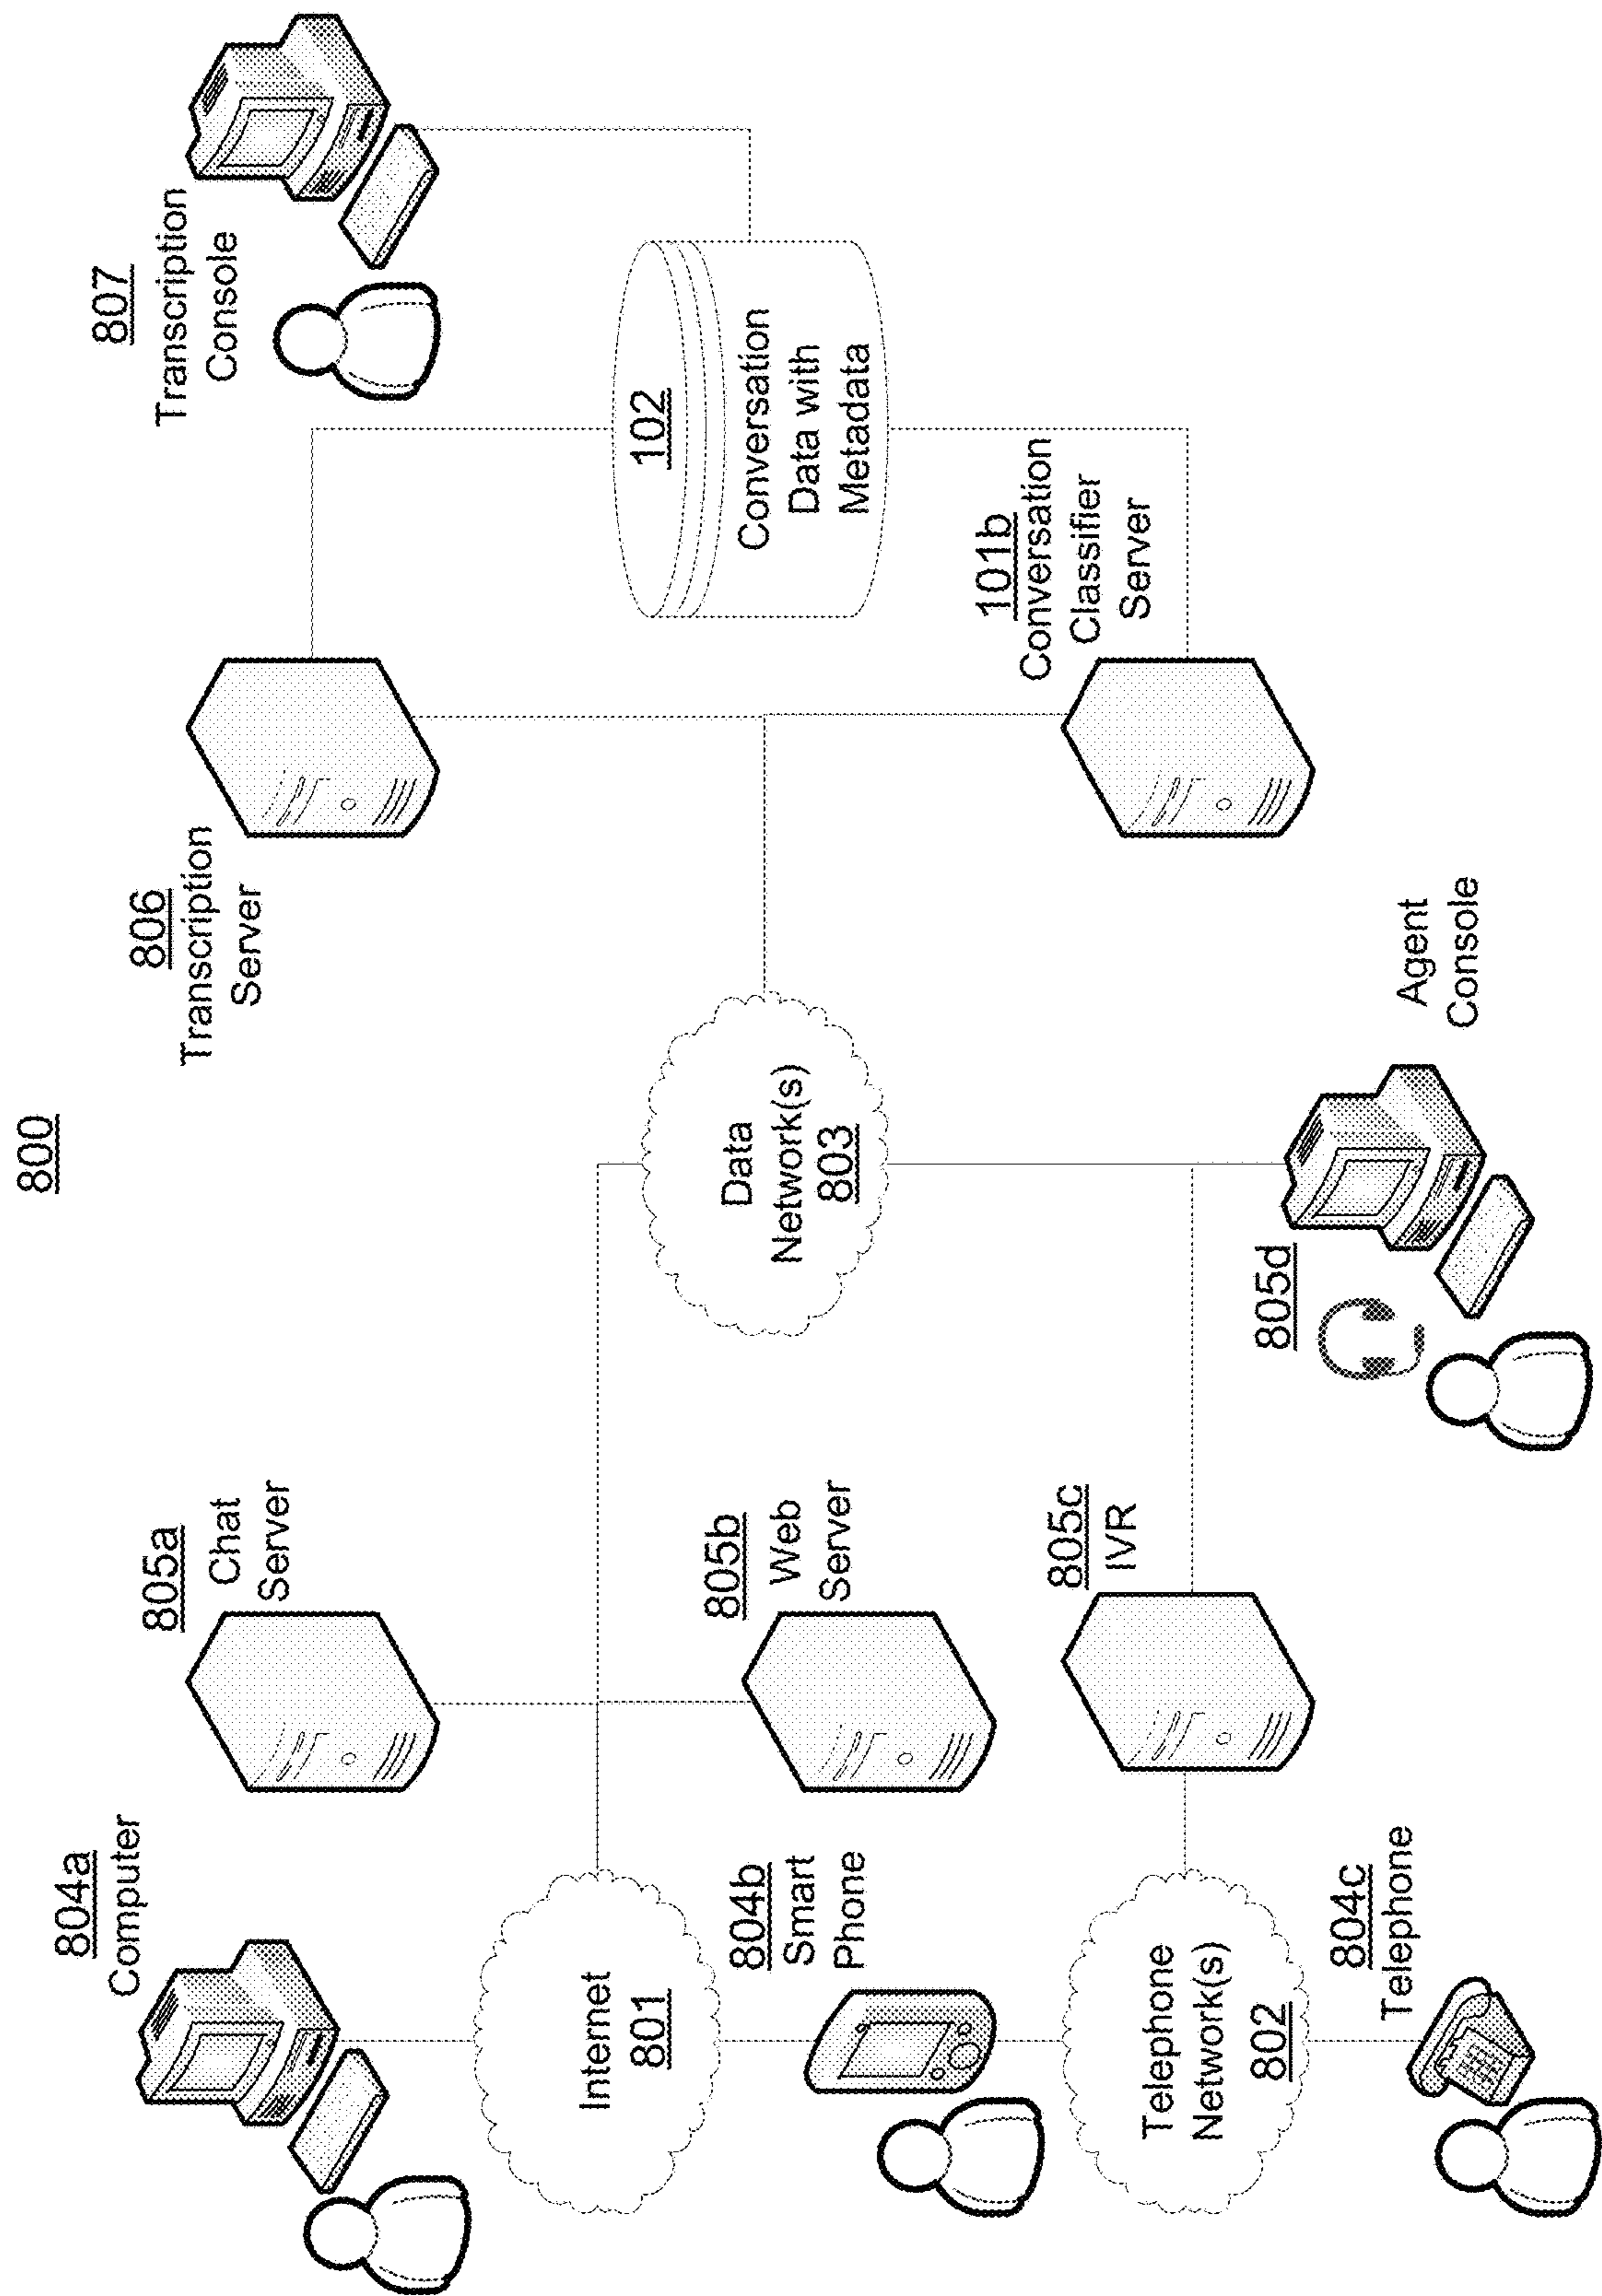 800
804a
Computer
Internet
801
804b
Smart
Phone
Telephone
Network(s)
802
804c
Telephone
805a
Chat
Server
805b
Web
Server
805c
IVR
Data
Network(s)
803
805d
Agent
Console
806
Transcription
Server
101b
Conversation
Classifier
Server
102
Conversation
Data with
Metadata
807
Transcription
Console